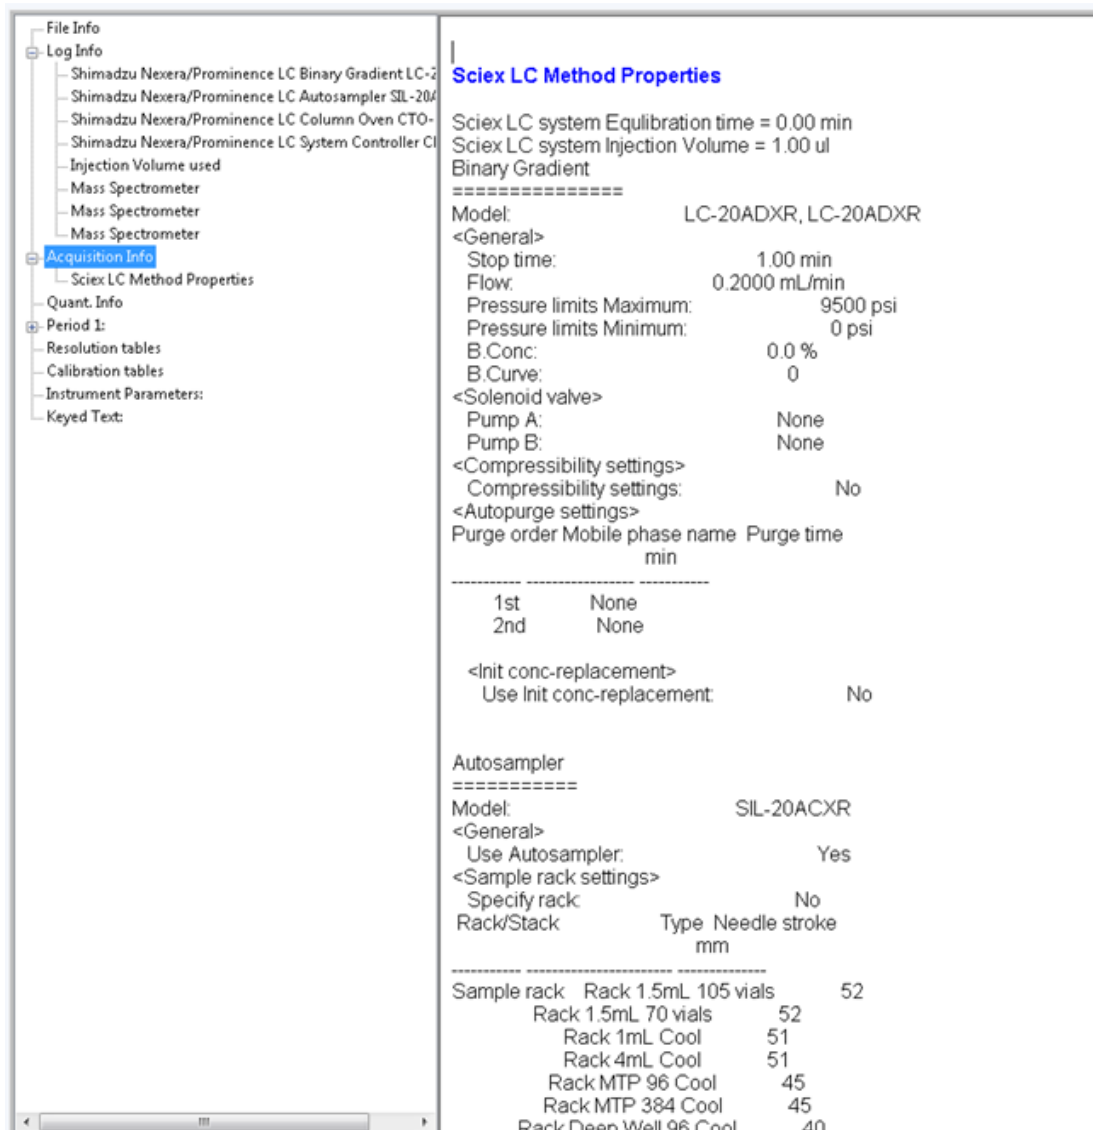 File Info
Log Info
Shimadzu Nexera/Prominence LC Binary Gradient LC-2
Shimadzu Nexera/Prominence LC Autosampler SIL-20A
Shimadzu Nexera/Prominence LC Column Oven CTO-
Shimadzu Nexera/Prominence LC System Controller C
Injection Volume used
Mass Spectrometer
Mass Spectrometer
Mass Spectrometer
Acquisition Info
Sciex LC Method Properties
Quant. Info
Period 1:
Resolution tables
Calibration tables
Instrument Parameters:
Keyed Text:
Sciex LC Method Properties
Sciex LC system Equlibration time = 0.00 min
Sciex LC system Injection Volume = 1.00 ul
Binary Gradient
===============
Model: LC-20ADXR, LC-20ADXR
<General>
Stop time: 1.00 min
Flow: 0.2000 mL/min
Pressure limits Maximum: 9500 psi
Pressure limits Minimum: 0 psi
B.Conc: 0.0 %
B.Curve: 0
<Solenoid valve>
Pump A: None
Pump B: None
<Compressibility settings>
Compressibility settings: No
<Autopurge settings>
Purge order Mobile phase name Purge time
min
----------- ----------------- -----------
1st None
2nd None
<Init conc-replacement>
Use Init conc-replacement: No
Autosampler
===========
Model: SIL-20ACXR
<General>
Use Autosampler: Yes
<Sample rack settings>
Specify rack: No
Rack/Stack Type Needle stroke
mm
----------- ----------------------- --------------
Sample rack Rack 1.5mL 105 vials 52
Rack 1.5mL 70 vials 52
Rack 1mL Cool 51
Rack 4mL Cool 51
Rack MTP 96 Cool 45
Rack MTP 384 Cool 45
Rack Deep Well 96 Cool 40